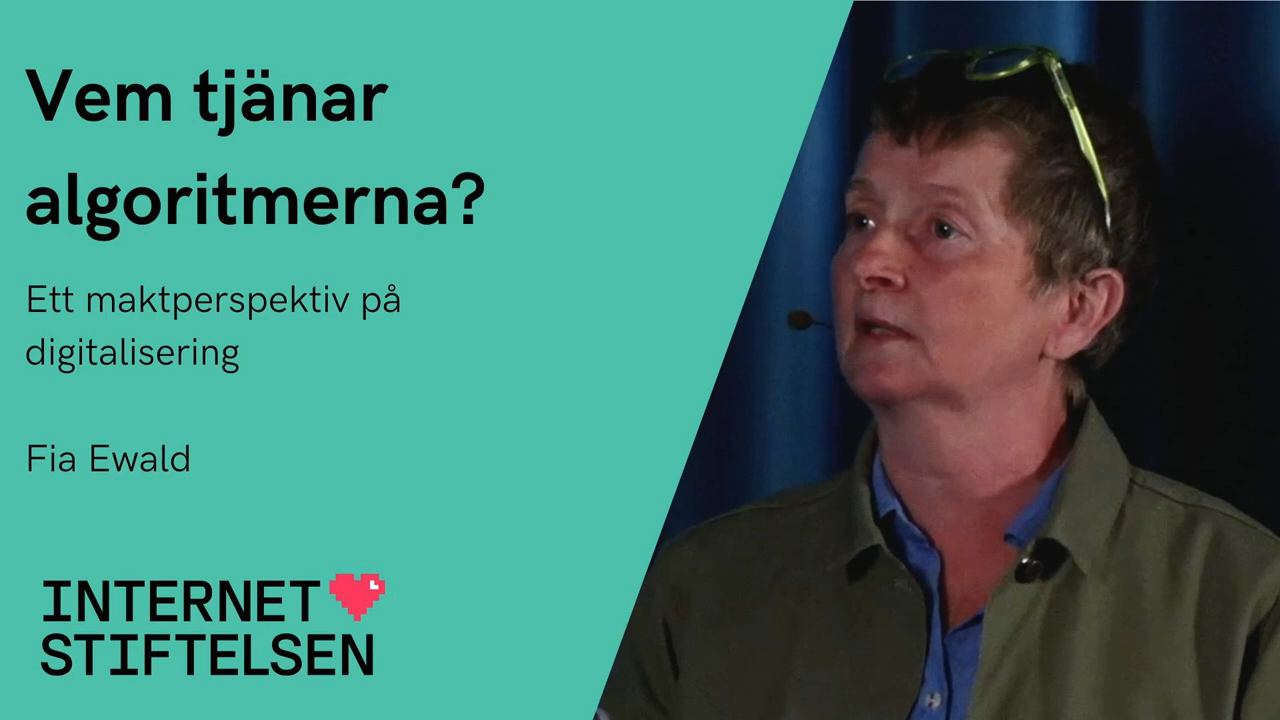 Vem tjänar
algoritmerna?
Ett maktperspektiv på
digitalisering
Fia Ewald
INTERNET
STIFTELSEN